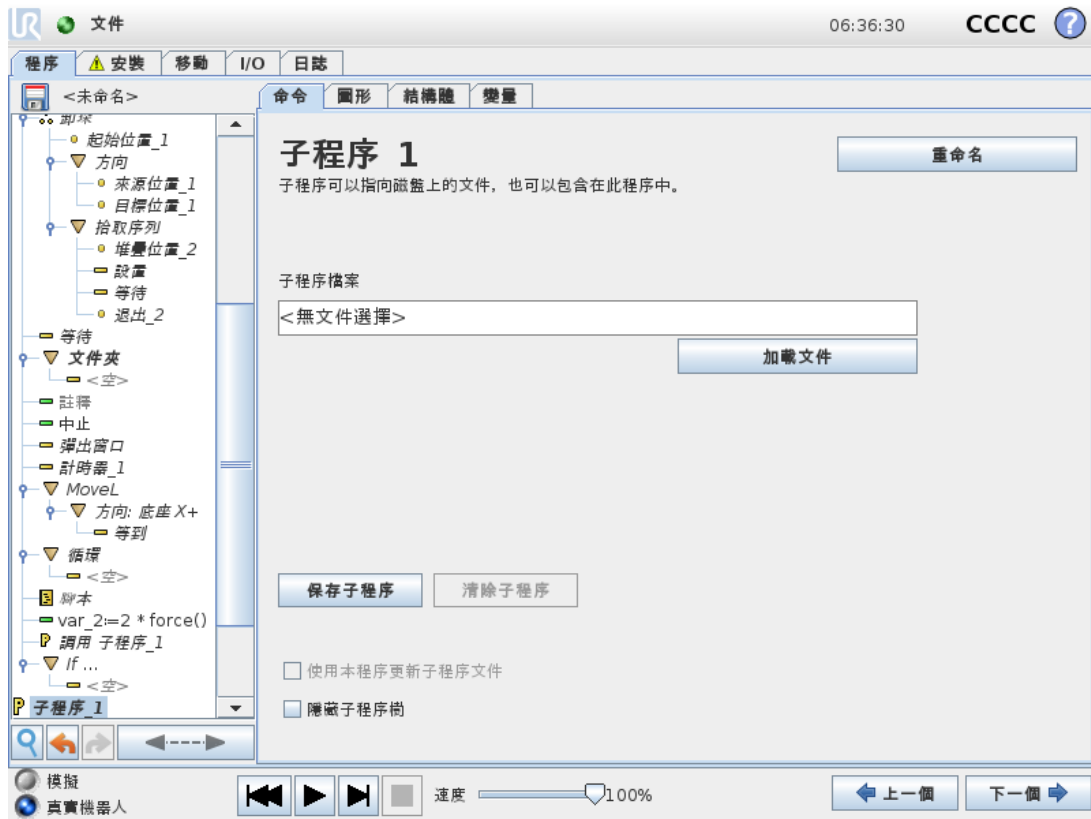 UR 文件 06:36:30 CCCC ?
程序 安裝 移動 I/O 日誌
<未命名>
命令 圖形 結構體 變量
卸垛
起始位置_1
方向
來源位置_1
目標位置_1
拾取序列
堆疊位置_2
設置
等待
退出_2
等待
文件夾
<空>
註釋
中止
彈出窗口
計時器_1
MoveL
方向: 底座 X+
等到
循環
<空>
腳本
var_2:=2 * force()
調用 子程序_1
If ...
<空>
子程序_1
子程序 1
重命名
子程序可以指向磁盤上的文件，也可以包含在此程序中。
子程序檔案
<無文件選擇>
加載文件
保存子程序 清除子程序
使用本程序更新子程序文件
隱藏子程序樹
模擬
真實機器人
速度 100%
上一個 下一個